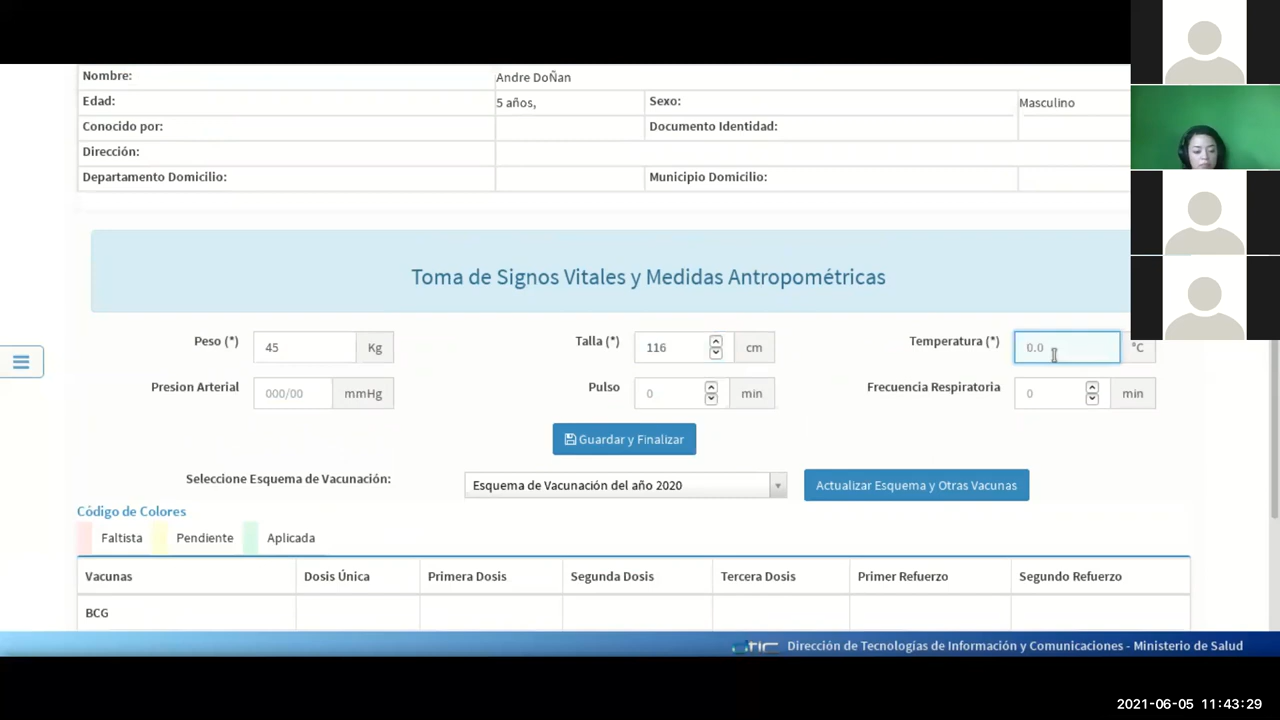 Nombre: Andre DoÑan
Edad: 5 años, Sexo: Masculino
Conocido por: Documento Identidad:
Dirección:
Departamento Domicilio: Municipio Domicilio:
Toma de Signos Vitales y Medidas Antropométricas
Peso (*) 45 Kg Talla (*) 116 cm Temperatura (*) 0.0 °C
Presion Arterial 000/00 mmHg Pulso 0 min Frecuencia Respiratoria 0 min
Guardar y Finalizar
Seleccione Esquema de Vacunación: Esquema de Vacunación del año 2020 Actualizar Esquema y Otras Vacunas
Código de Colores
Faltista Pendiente Aplicada
Vacunas Dosis Única Primera Dosis Segunda Dosis Tercera Dosis Primer Refuerzo Segundo Refuerzo
BCG
Dirección de Tecnologías de Información y Comunicaciones - Ministerio de Salud
2021-06-05 11:43:29